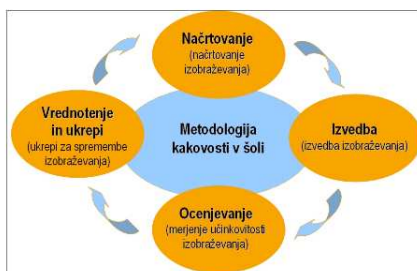 Načrtovanje
(načrtovanje
izobraževanja)
Vrednotenje
in ukrepi
(ukrepi za spremembe
izobraževanja)
Metodologija
kakovosti v šoli
Izvedba
(izvedba izobraževanja)
Ocenjevanje
(merjenje učinkovitosti
izobraževanja)